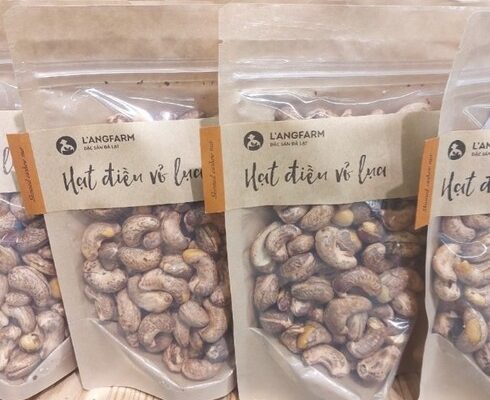 L'ANGFARM
ĐẶC SẢN ĐÀ LẠT
Hạt điều vỏ lụa
L'ANGFARM
ĐẶC SẢN ĐÀ LẠT
Hạt điều vỏ lụa
Hạt đ